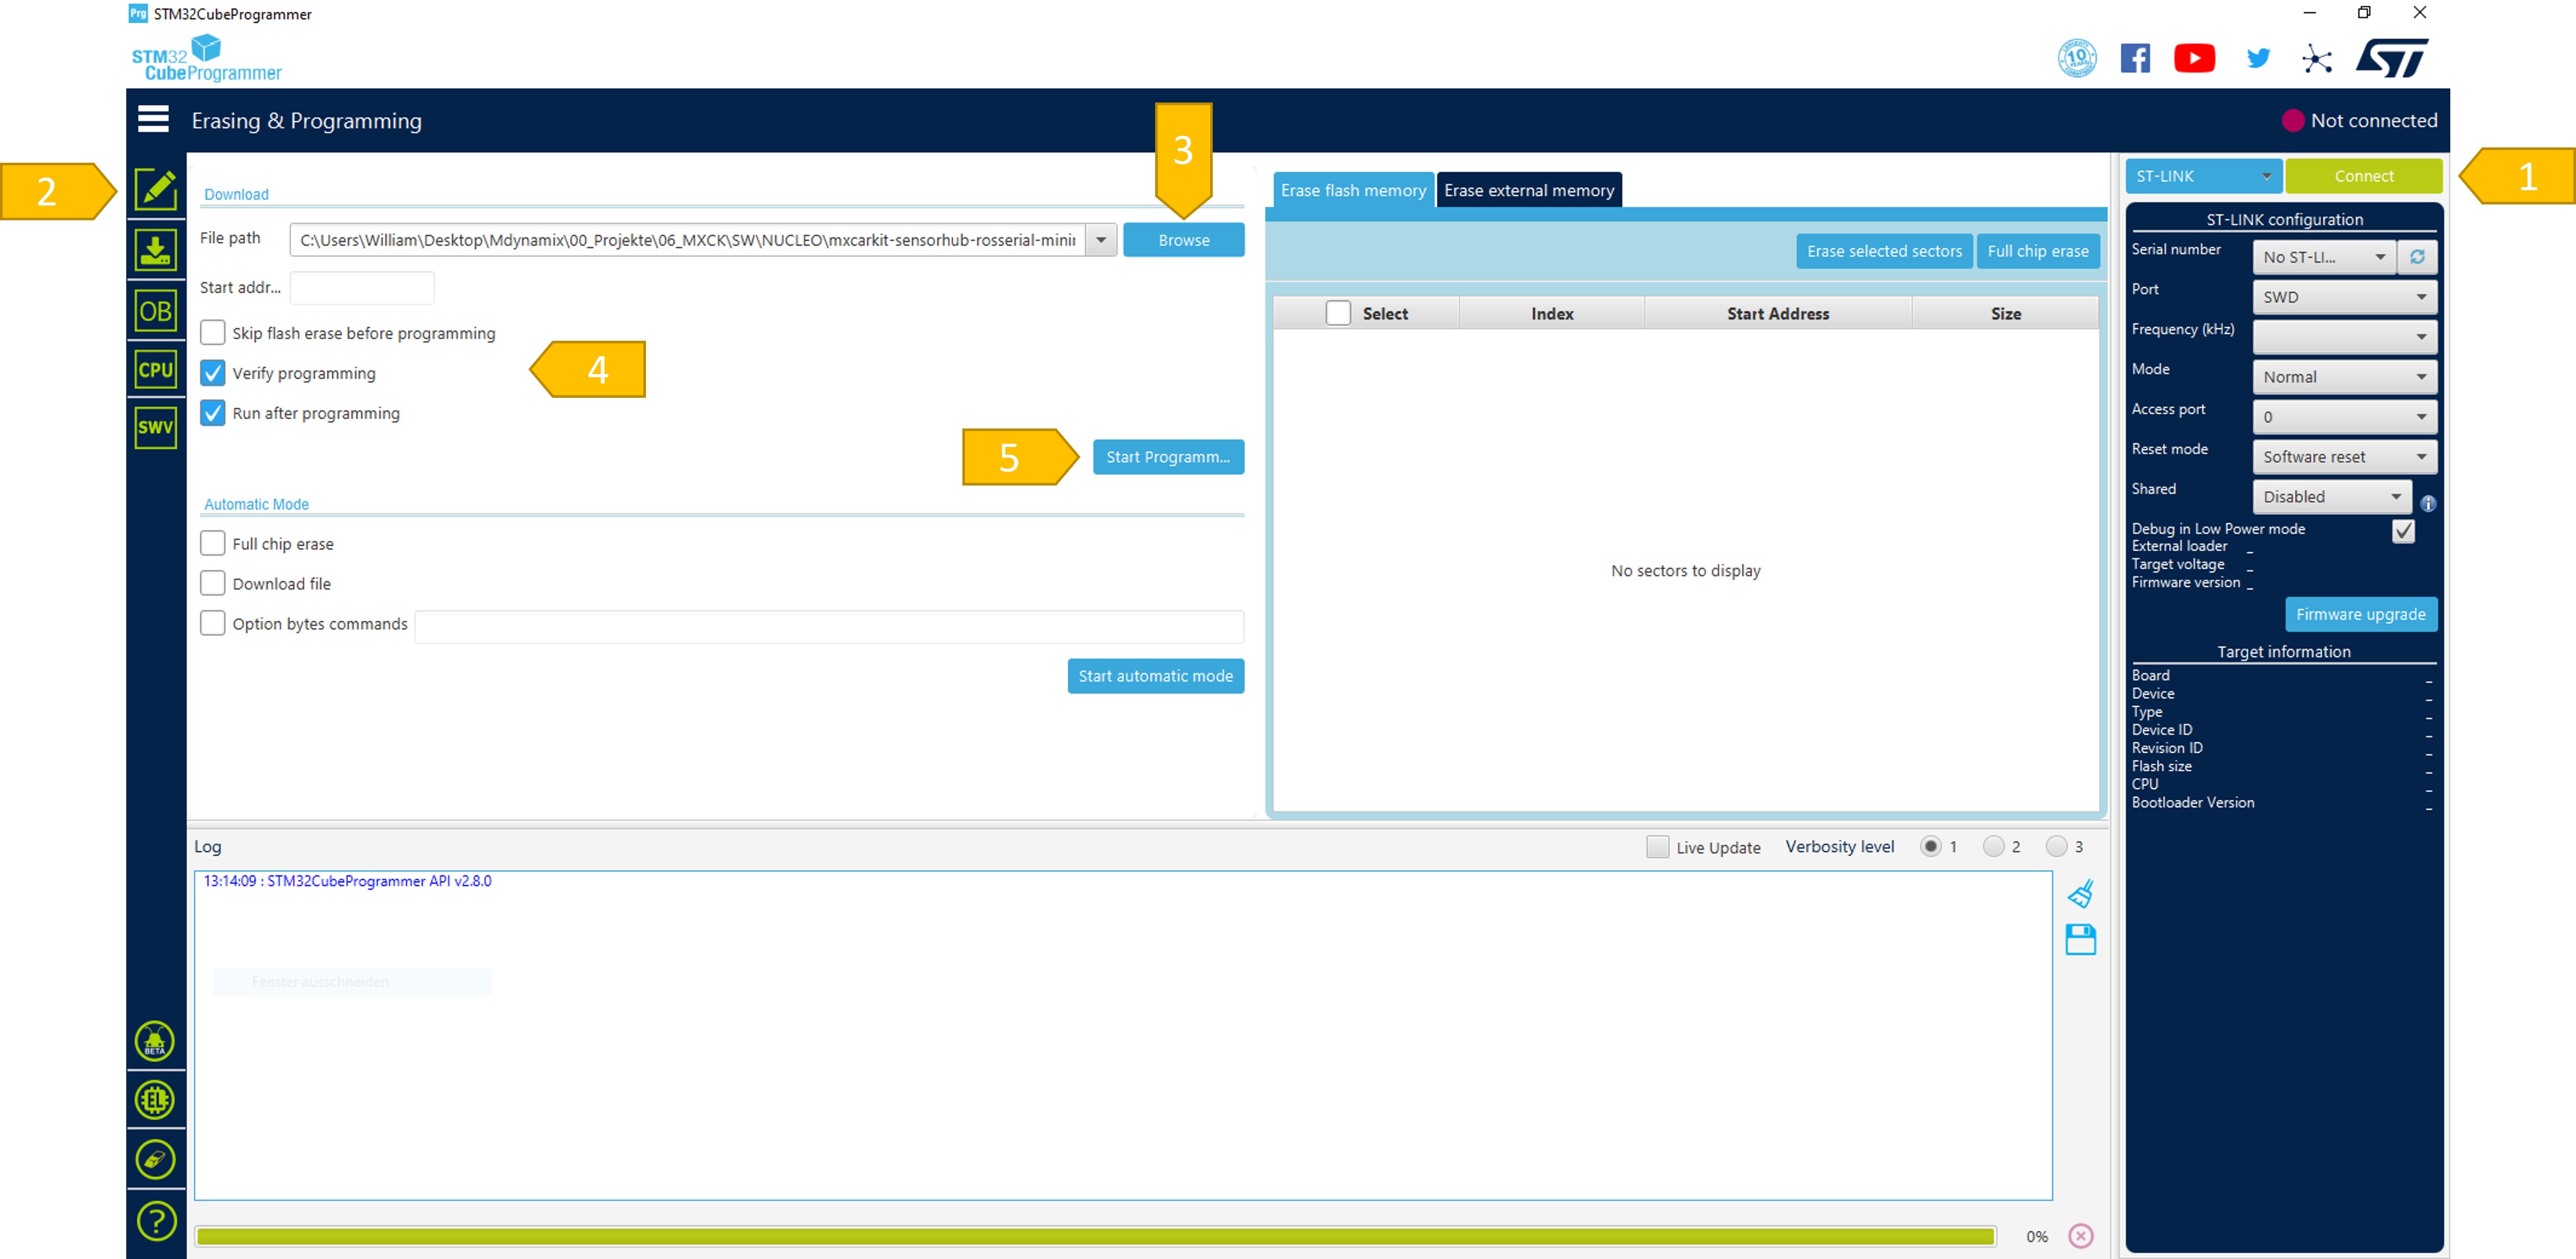 Prg STM32CubeProgrammer
STM32
CubeProgrammer
10
YEARS
ST
Erasing & Programming
Not connected
3
2
1
Download
File path
C:\Users\William\Desktop\Mdynamix\00_Projekte\06_MXCK\SW\NUCLEO\mxcarkit-sensorhub-rosserial-minir
Browse
Start addr...
Skip flash erase before programming
Verify programming
4
Run after programming
5
Start Programm...
Automatic Mode
Full chip erase
Download file
Option bytes commands
Start automatic mode
OB
CPU
SWV
Erase flash memory
Erase external memory
Erase selected sectors
Full chip erase
Select Index Start Address Size
No sectors to display
ST-LINK
Connect
ST-LINK configuration
Serial number No ST-LI...
Port SWD
Frequency (kHz)
Mode Normal
Access port 0
Reset mode Software reset
Shared Disabled
Debug in Low Power mode
External loader _
Target voltage _
Firmware version _
Firmware upgrade
Target information
Board _
Device _
Type _
Device ID _
Revision ID _
Flash size _
CPU _
Bootloader Version _
Log
Live Update Verbosity level 1 2 3
13:14:09 : STM32CubeProgrammer API v2.8.0
Fenster ausschneiden
BETA
EL
?
0%